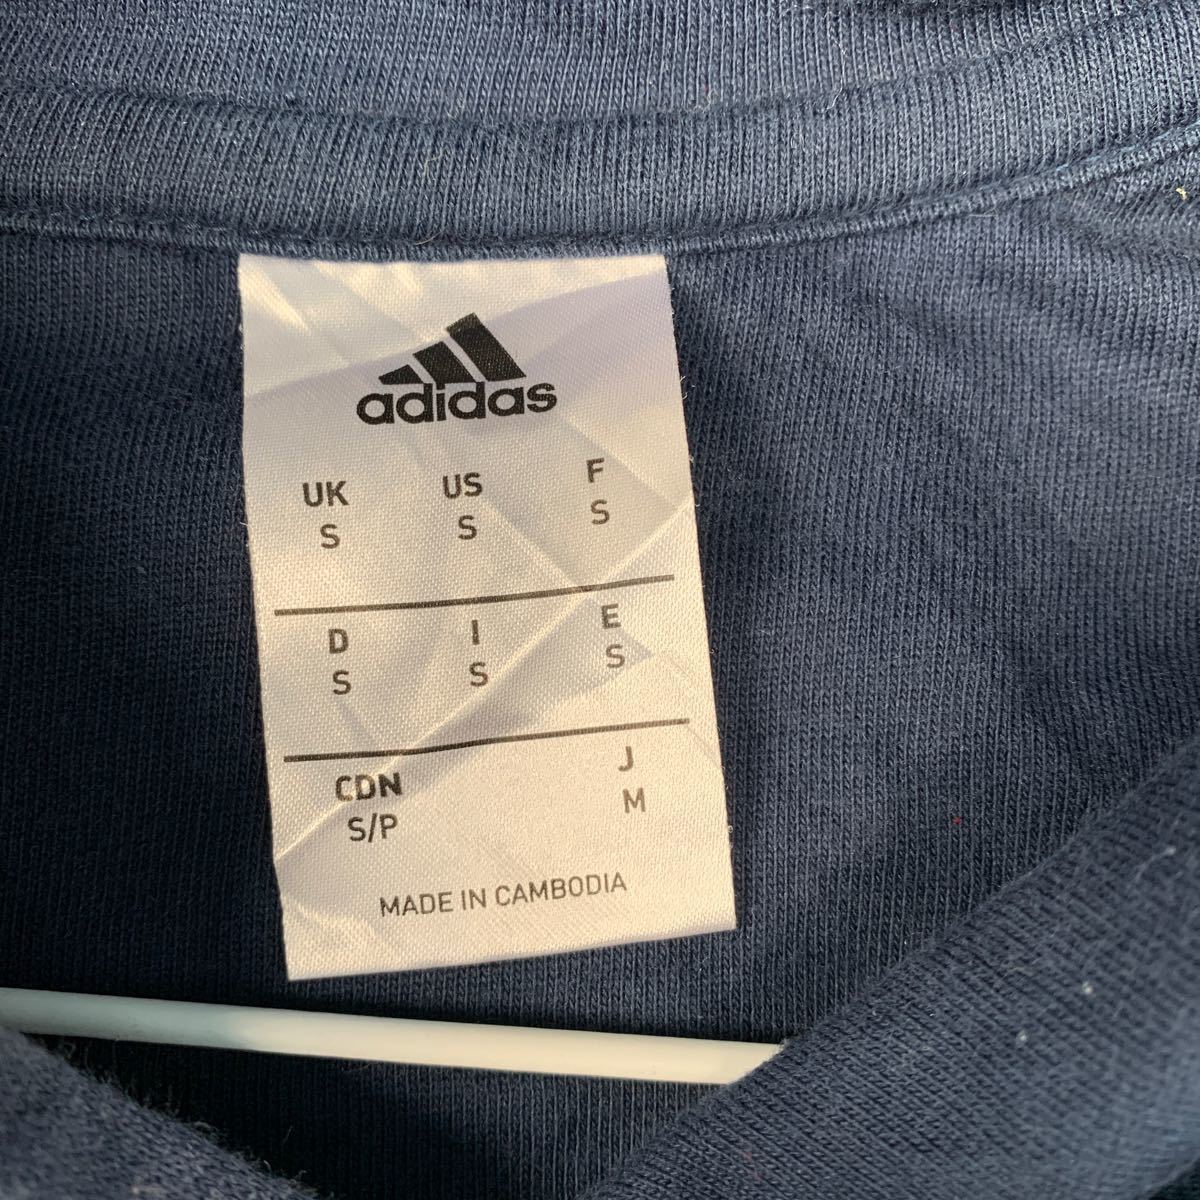 adidas
UK US F
S S S
D I E
S S S
CDN J
S/P M
MADE IN CAMBODIA